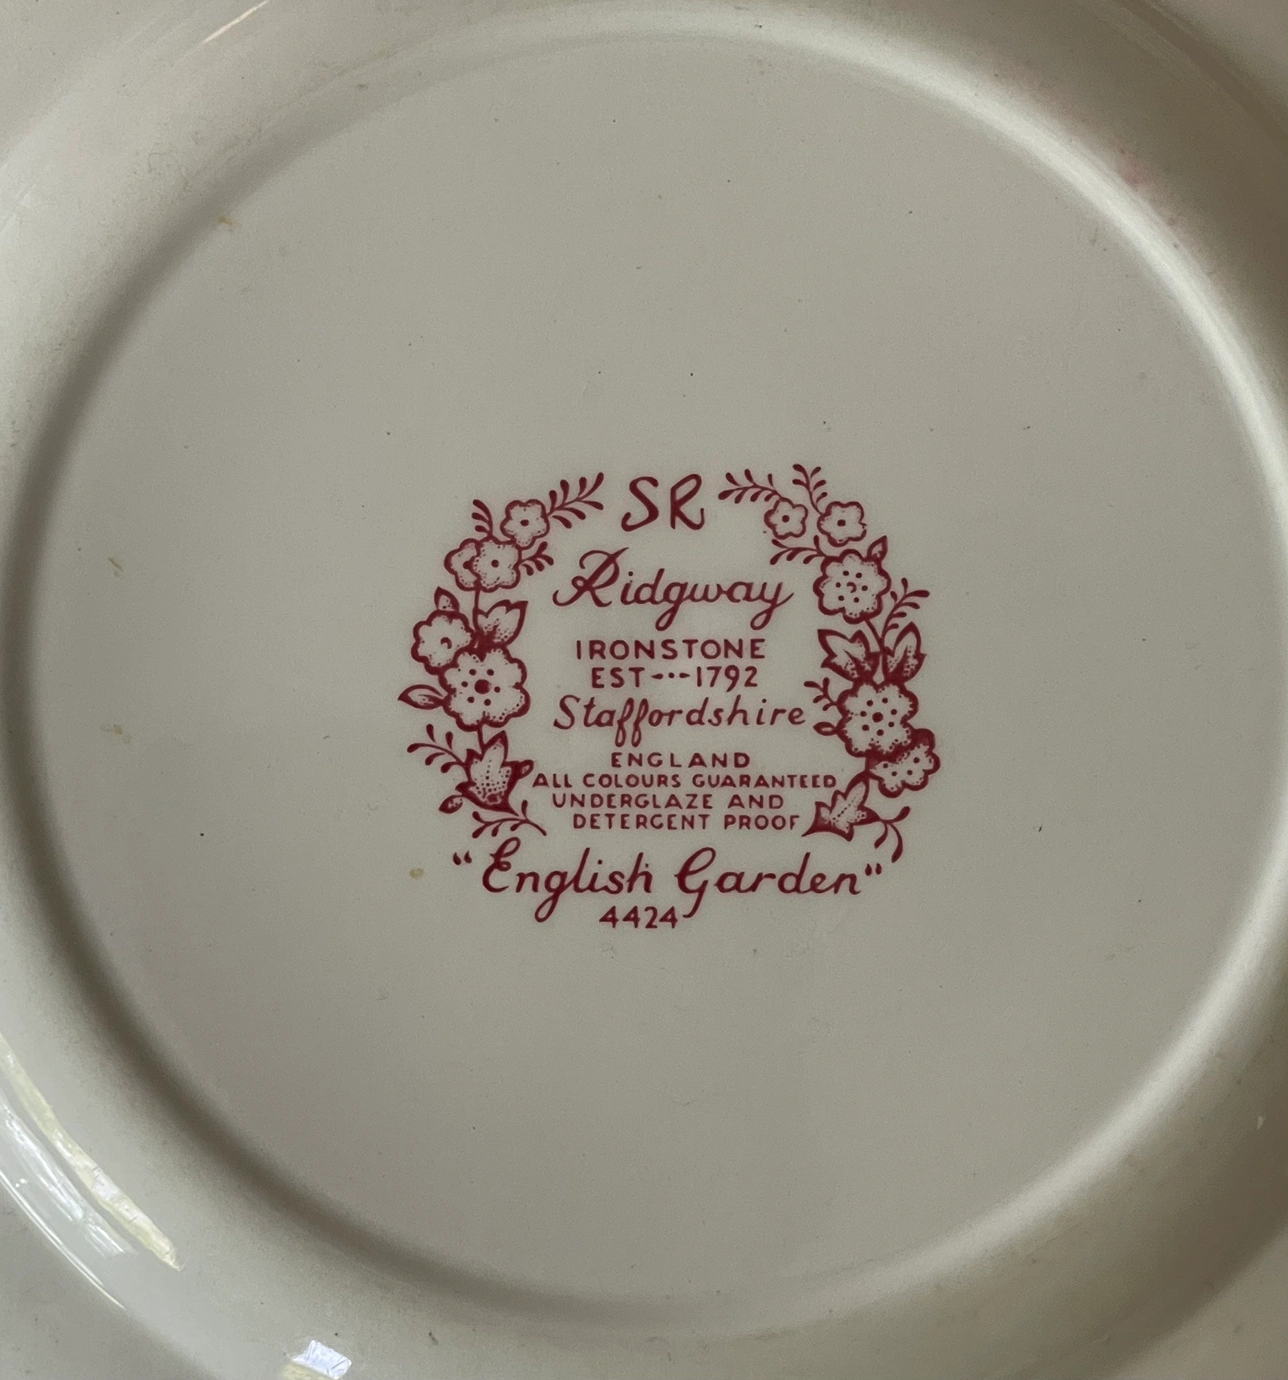 SR
Ridgway
IRONSTONE
EST---1792
Staffordshire
ENGLAND
ALL COLOURS GUARANTEED
UNDERGLAZE AND
DETERGENT PROOF
"English Garden"
4424